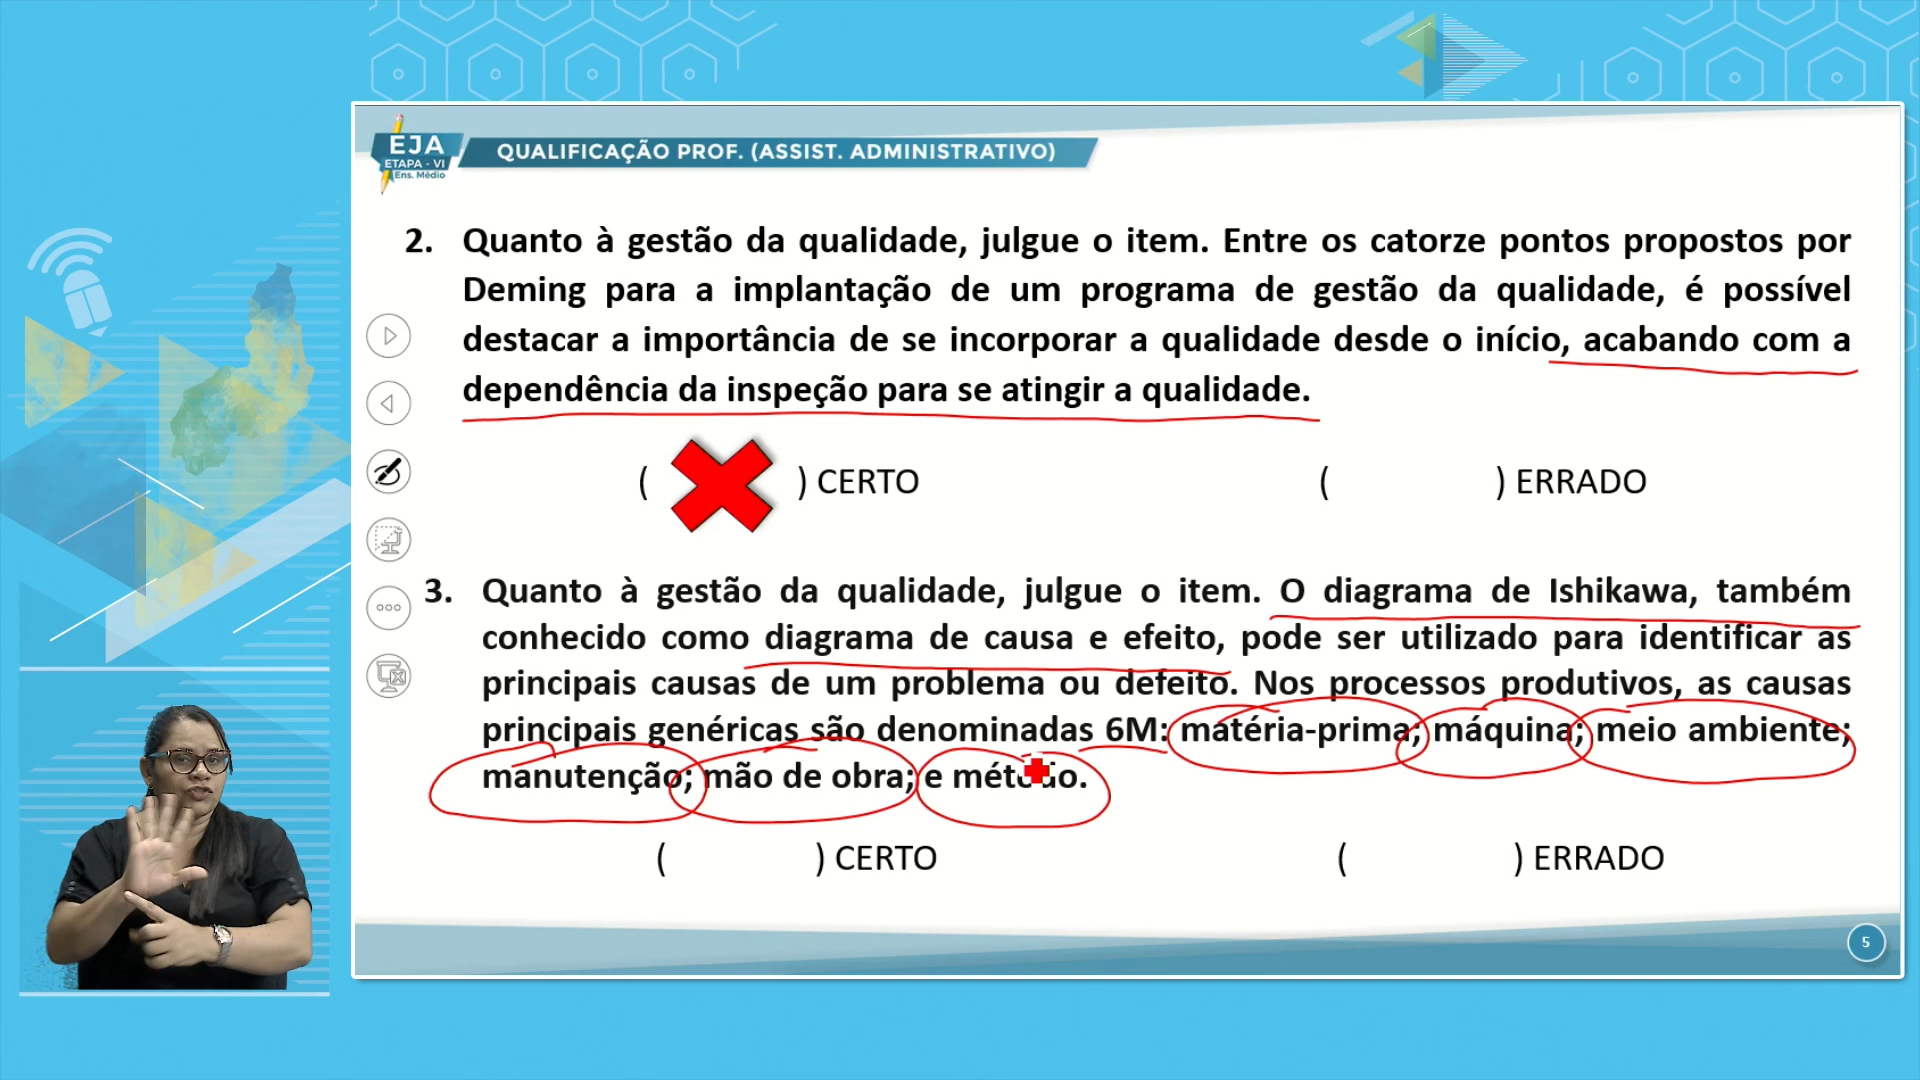 EJA
ETAPA - VI
Ens. Médio
QUALIFICAÇÃO PROF. (ASSIST. ADMINISTRATIVO)
2. Quanto à gestão da qualidade, julgue o item. Entre os catorze pontos propostos por
Deming para a implantação de um programa de gestão da qualidade, é possível
destacar a importância de se incorporar a qualidade desde o início, acabando com a
dependência da inspeção para se atingir a qualidade.
( ) CERTO ( ) ERRADO
3. Quanto à gestão da qualidade, julgue o item. O diagrama de Ishikawa, também
conhecido como diagrama de causa e efeito, pode ser utilizado para identificar as
principais causas de um problema ou defeito. Nos processos produtivos, as causas
principais genéricas são denominadas 6M: matéria-prima; máquina; meio ambiente;
manutenção; mão de obra; e método.
( ) CERTO ( ) ERRADO
5